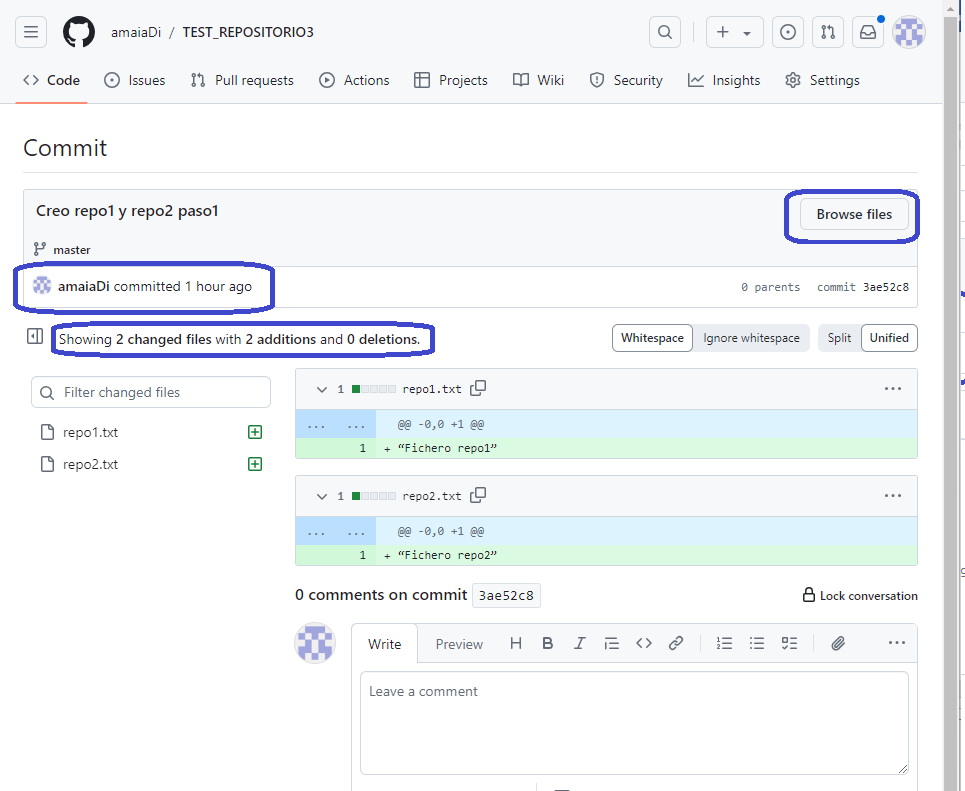 amaiaDi / TEST_REPOSITORIO3
Code Issues Pull requests Actions Projects Wiki Security Insights Settings
Commit
Creo repo1 y repo2 paso1
Browse files
master
amaiaDi committed 1 hour ago
0 parents commit 3ae52c8
Showing 2 changed files with 2 additions and 0 deletions.
Whitespace Ignore whitespace Split Unified
Filter changed files
repo1.txt
repo2.txt
1 repo1.txt
... ... @@ -0,0 +1 @@
1 + “Fichero repo1”
1 repo2.txt
... ... @@ -0,0 +1 @@
1 + “Fichero repo2”
0 comments on commit 3ae52c8
Lock conversation
Write Preview
Leave a comment